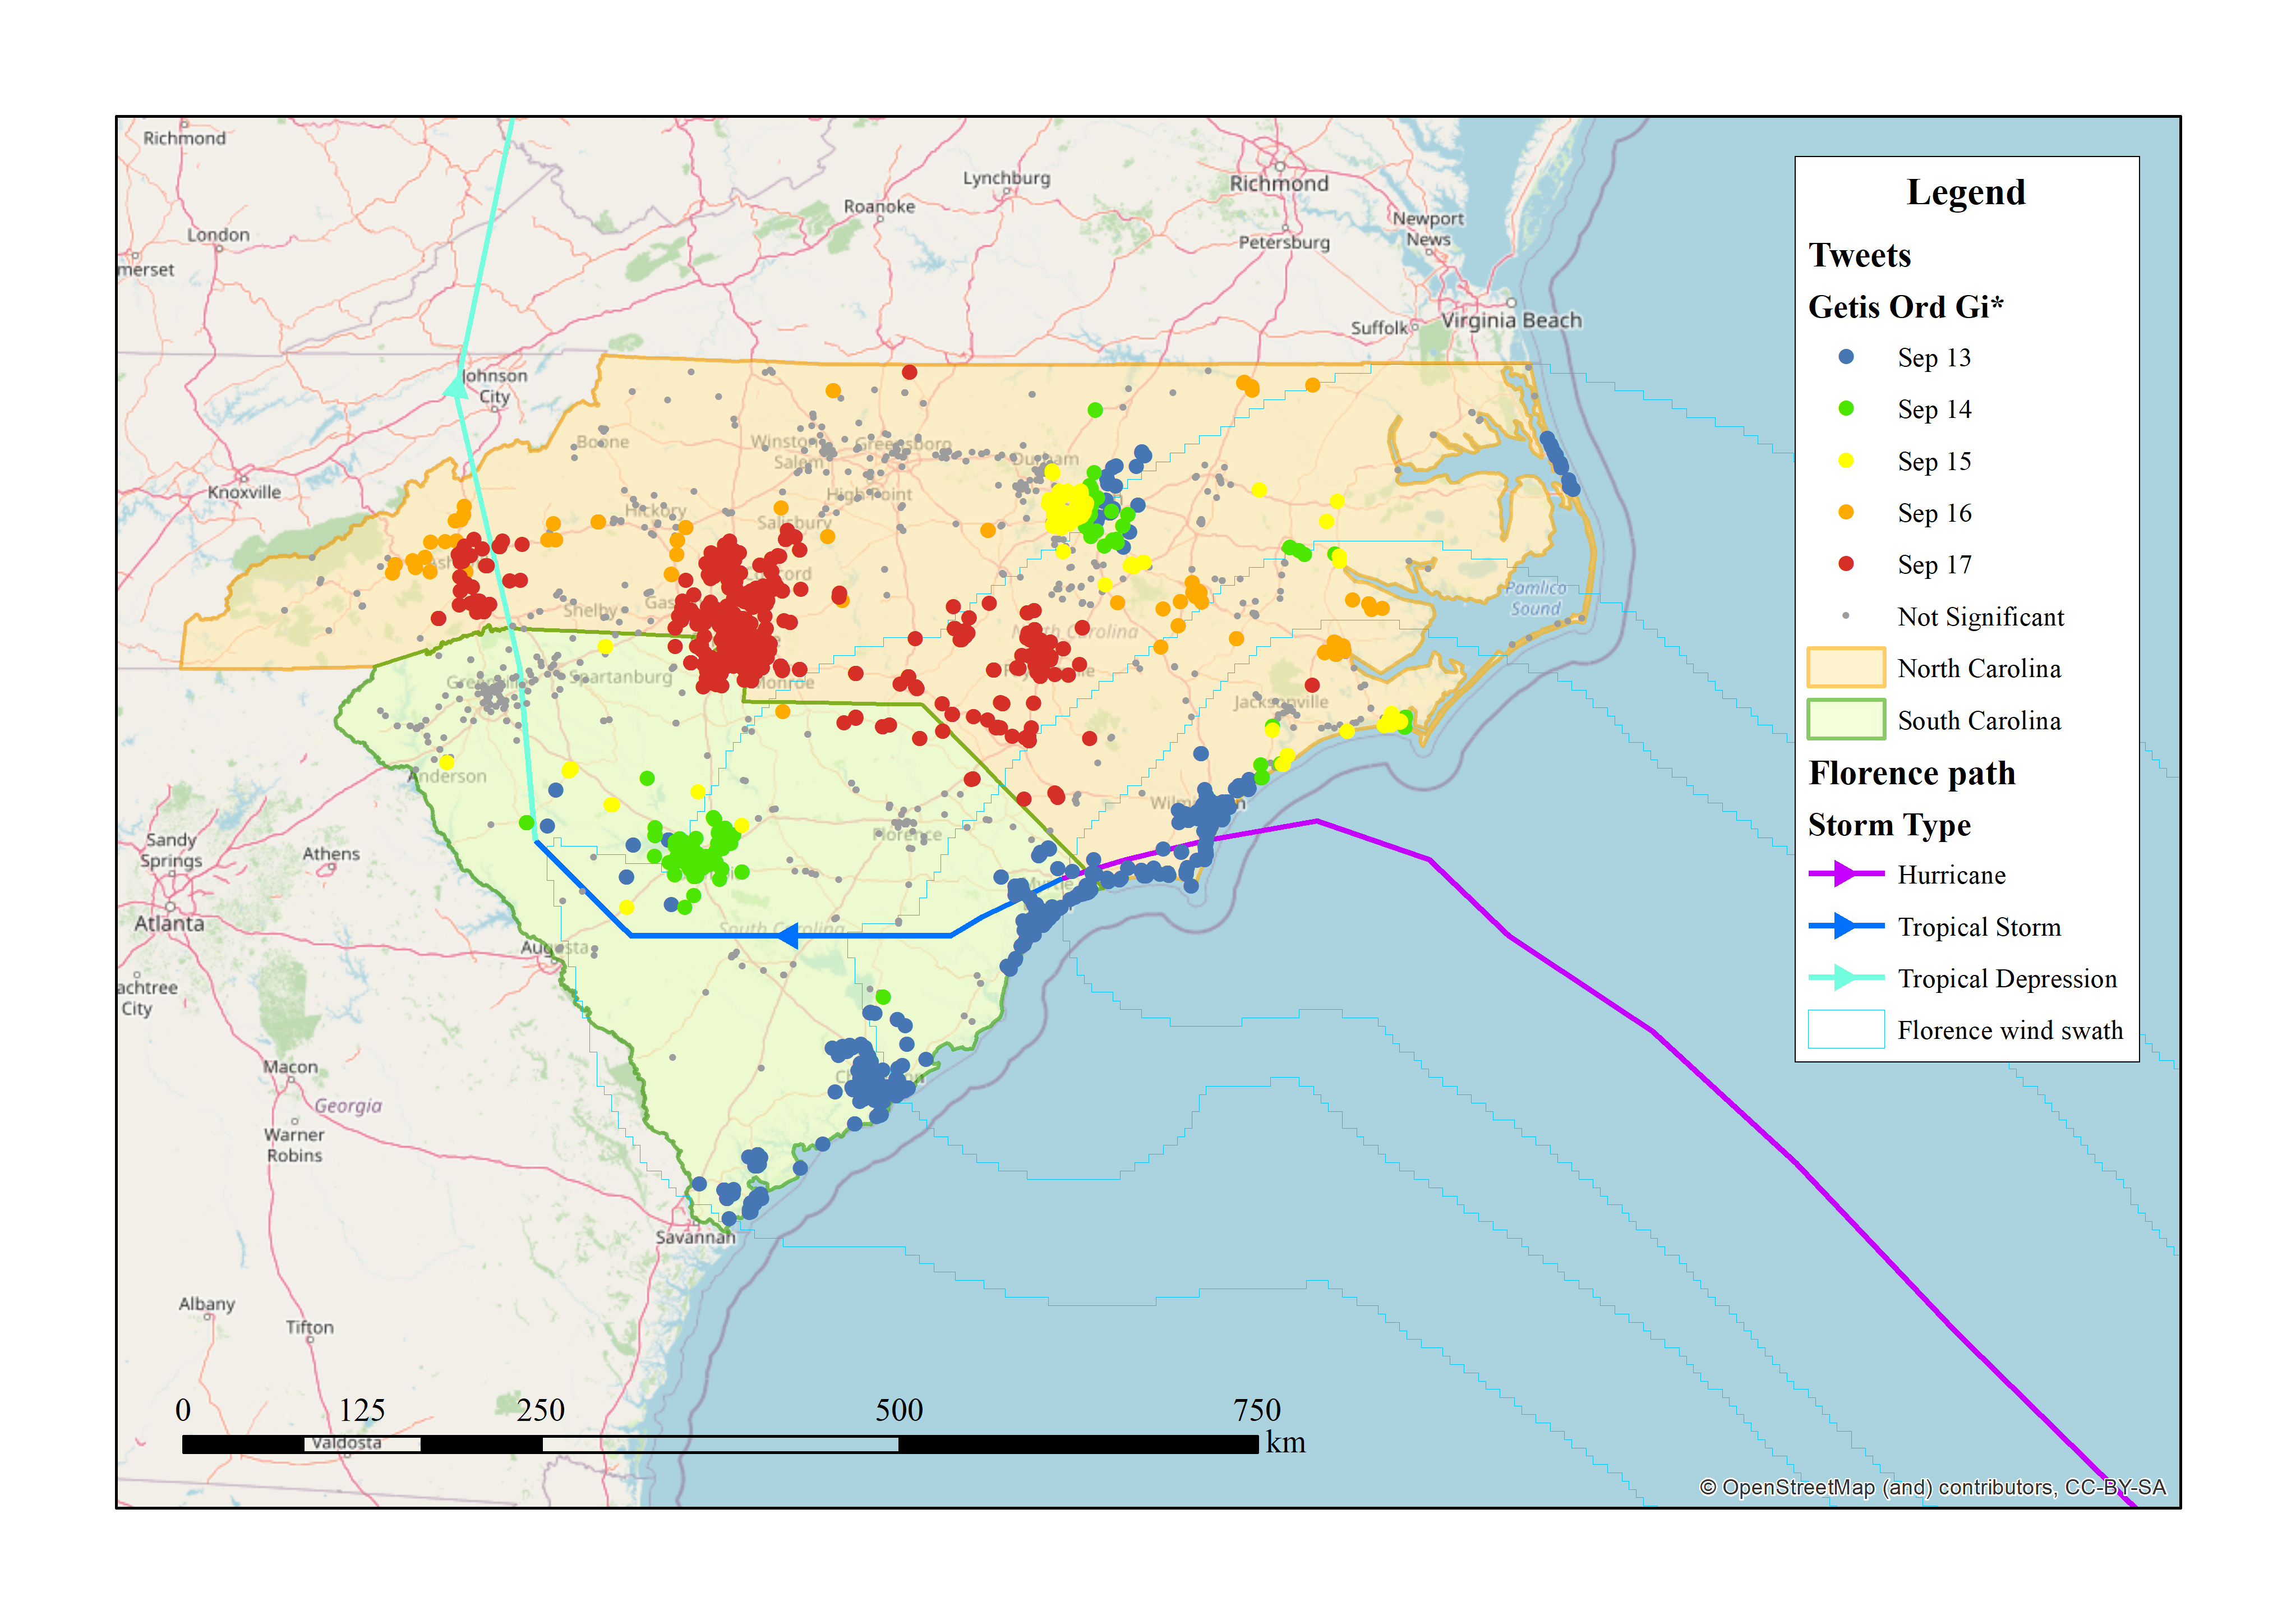 Richmond
Lynchburg
Richmond
Roanoke
Newport
News
London
Petersburg
merset
Suffolk
Virginia Beach
Johnson
City
Boone
Winston
Salem
Greensboro
Durham
Knoxville
High Point
Hickory
Salisbury
Pamlico
Sound
Shelby
North Carolina
Spartanburg
Monroe
Jacksonville
Anderson
Florence
Sandy
Springs
Athens
Atlanta
South Carolina
Augusta
achtree
City
Macon
Georgia
Warner
Robins
Savannah
Albany
Tifton
Valdosta
Legend
Tweets
Getis Ord Gi*
Sep 13
Sep 14
Sep 15
Sep 16
Sep 17
Not Significant
North Carolina
South Carolina
Florence path
Storm Type
Hurricane
Tropical Storm
Tropical Depression
Florence wind swath
0 125 250 500 750
km
© OpenStreetMap (and) contributors, CC-BY-SA